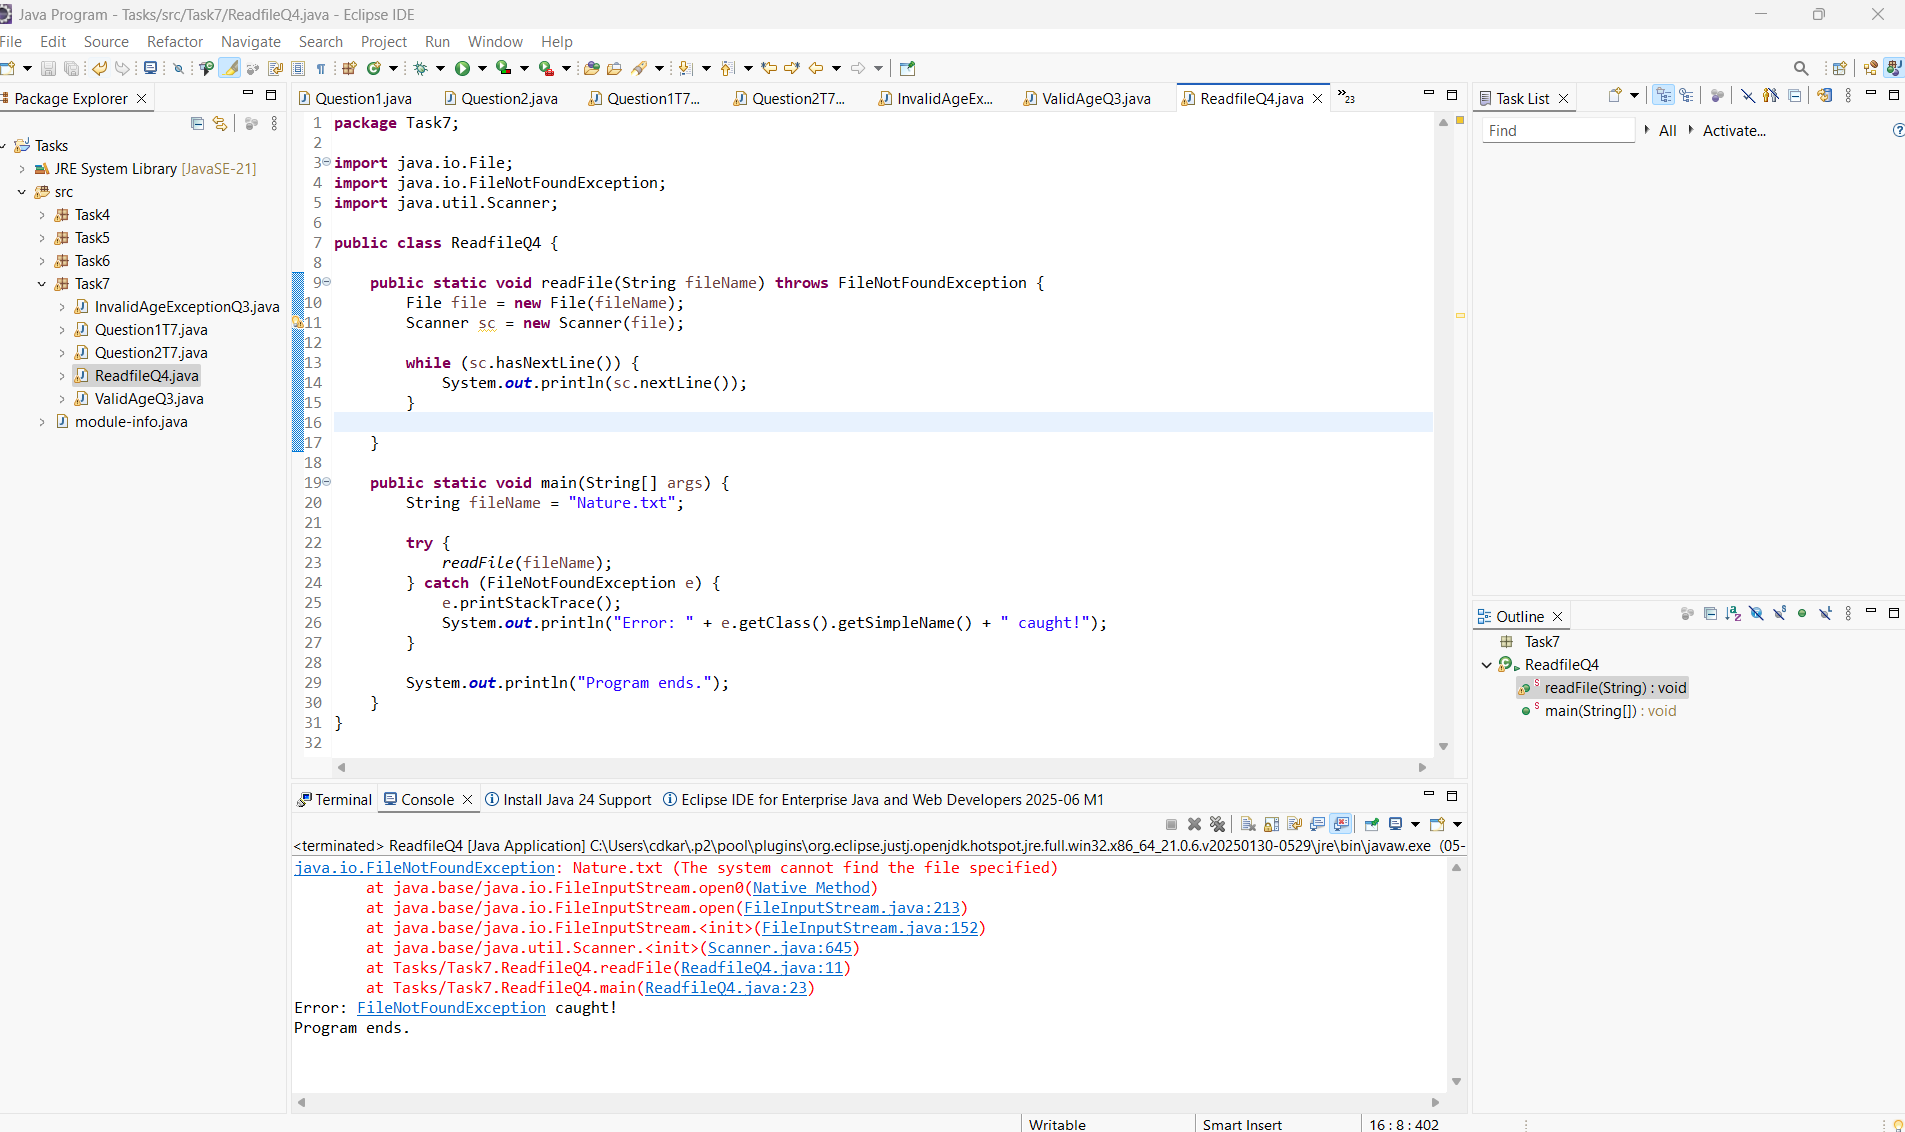 Java Program - Tasks/src/Task7/ReadfileQ4.java - Eclipse IDE
File Edit Source Refactor Navigate Search Project Run Window Help
Package Explorer
Tasks
JRE System Library [JavaSE-21]
src
Task4
Task5
Task6
Task7
InvalidAgeExceptionQ3.java
Question1T7.java
Question2T7.java
ReadfileQ4.java
ValidAgeQ3.java
module-info.java
Question1.java Question2.java Question1T7... Question2T7... InvalidAgeEx... ValidAgeQ3.java ReadfileQ4.java »23
1 package Task7;
2
3 import java.io.File;
4 import java.io.FileNotFoundException;
5 import java.util.Scanner;
6
7 public class ReadfileQ4 {
8
9 public static void readFile(String fileName) throws FileNotFoundException {
10 File file = new File(fileName);
11 Scanner sc = new Scanner(file);
12
13 while (sc.hasNextLine()) {
14 System.out.println(sc.nextLine());
15 }
16
17 }
18
19 public static void main(String[] args) {
20 String fileName = "Nature.txt";
21
22 try {
23 readFile(fileName);
24 } catch (FileNotFoundException e) {
25 e.printStackTrace();
26 System.out.println("Error: " + e.getClass().getSimpleName() + " caught!");
27 }
28
29 System.out.println("Program ends.");
30 }
31 }
32
Terminal Console Install Java 24 Support Eclipse IDE for Enterprise Java and Web Developers 2025-06 M1
<terminated> ReadfileQ4 [Java Application] C:\Users\cdkar\.p2\pool\plugins\org.eclipse.justj.openjdk.hotspot.jre.full.win32.x86_64_21.0.6.v20250130-0529\jre\bin\javaw.exe (05-
java.io.FileNotFoundException: Nature.txt (The system cannot find the file specified)
at java.base/java.io.FileInputStream.open0(Native Method)
at java.base/java.io.FileInputStream.open(FileInputStream.java:213)
at java.base/java.io.FileInputStream.<init>(FileInputStream.java:152)
at java.base/java.util.Scanner.<init>(Scanner.java:645)
at Tasks/Task7.ReadfileQ4.readFile(ReadfileQ4.java:11)
at Tasks/Task7.ReadfileQ4.main(ReadfileQ4.java:23)
Error: FileNotFoundException caught!
Program ends.
Task List
Find All Activate...
Outline
Task7
ReadfileQ4
readFile(String) : void
main(String[]) : void
Writable Smart Insert 16 : 8 : 402